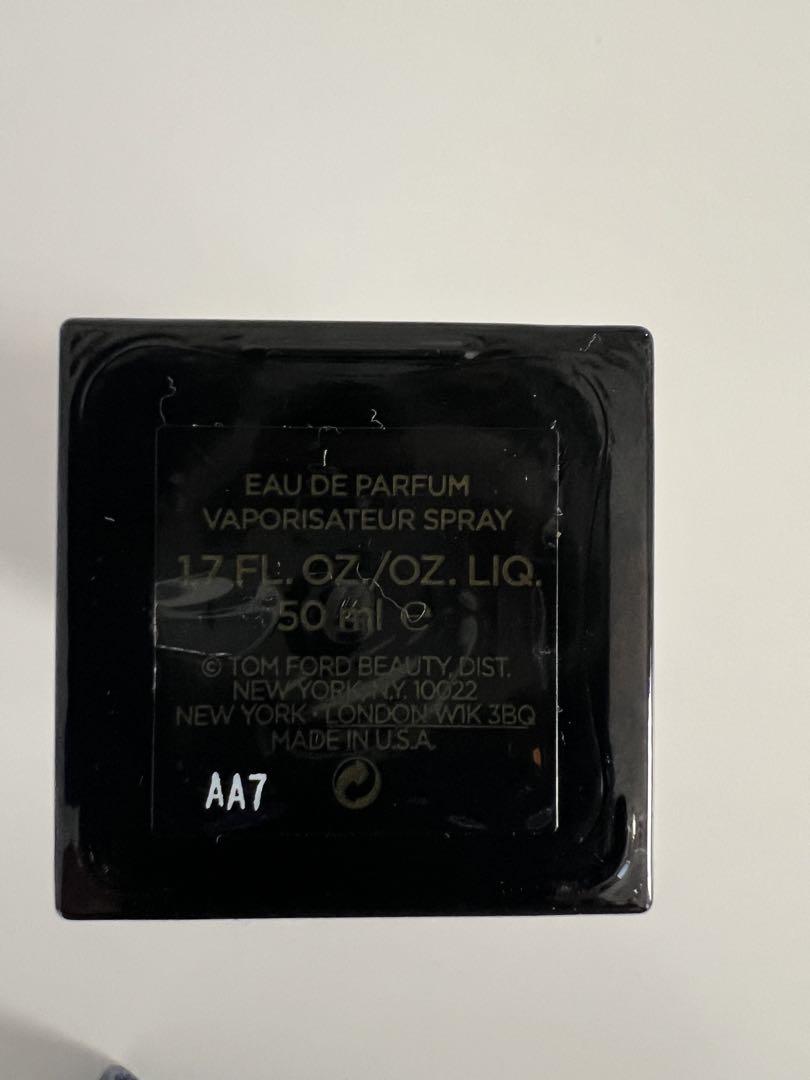 EAU DE PARFUM
VAPORISATEUR SPRAY
1.7 FL. OZ./OZ. LIQ.
50 ml ℮
© TOM FORD BEAUTY, DIST.
NEW YORK, N.Y. 10022
NEW YORK · LONDON W1K 3BQ
MADE IN U.S.A.
AA7